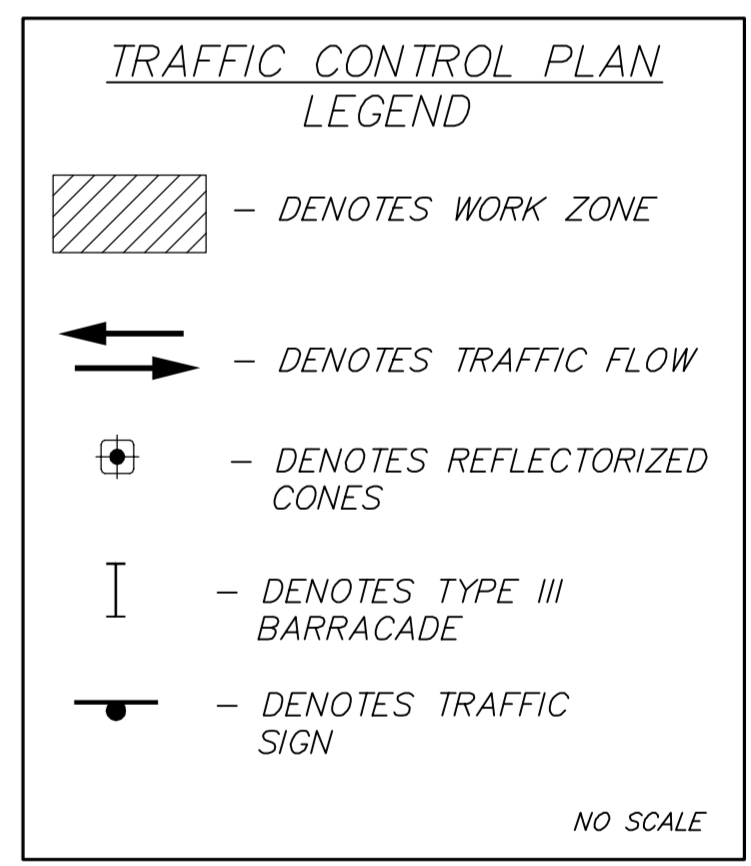 TRAFFIC CONTROL PLAN
LEGEND
- DENOTES WORK ZONE
- DENOTES TRAFFIC FLOW
- DENOTES REFLECTORIZED
CONES
- DENOTES TYPE III
BARRACADE
- DENOTES TRAFFIC
SIGN
NO SCALE